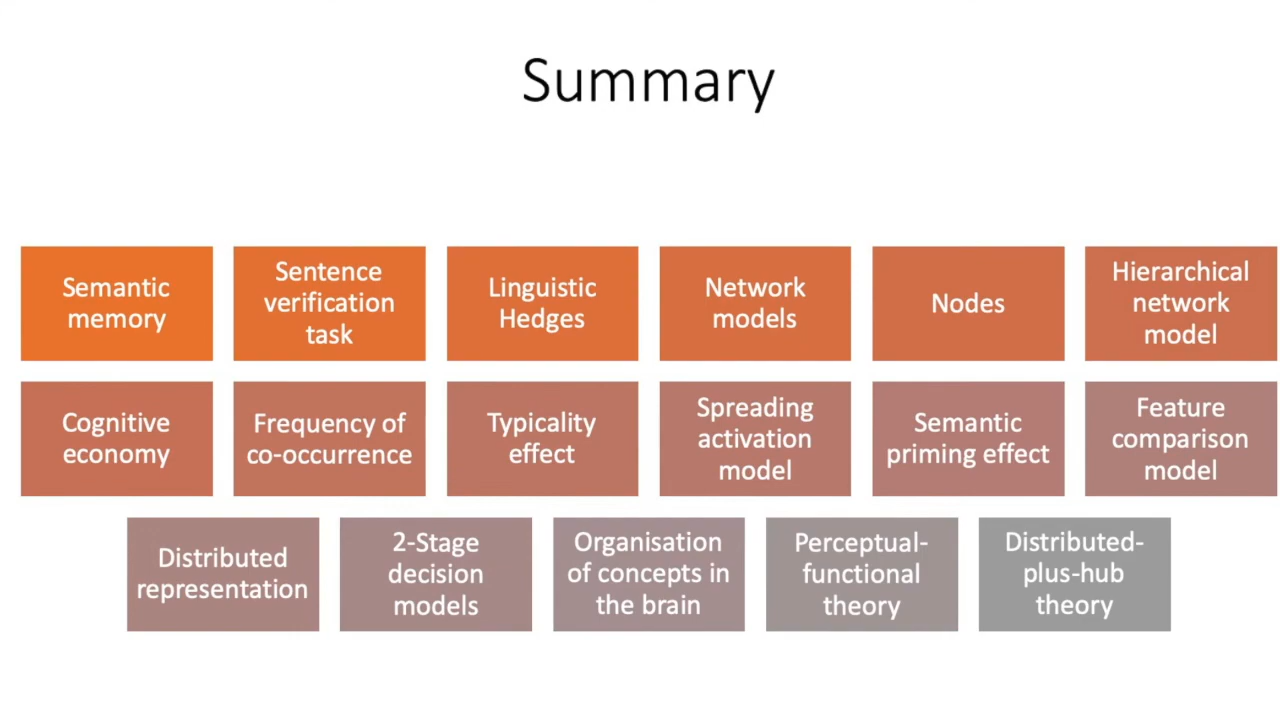 Summary
Semantic
memory
Sentence
verification
task
Linguistic
Hedges
Network
models
Nodes
Hierarchical
network
model
Cognitive
economy
Frequency of
co-occurrence
Typicality
effect
Spreading
activation
model
Semantic
priming effect
Feature
comparison
model
Distributed
representation
2-Stage
decision
models
Organisation
of concepts in
the brain
Perceptual-
functional
theory
Distributed-
plus-hub
theory